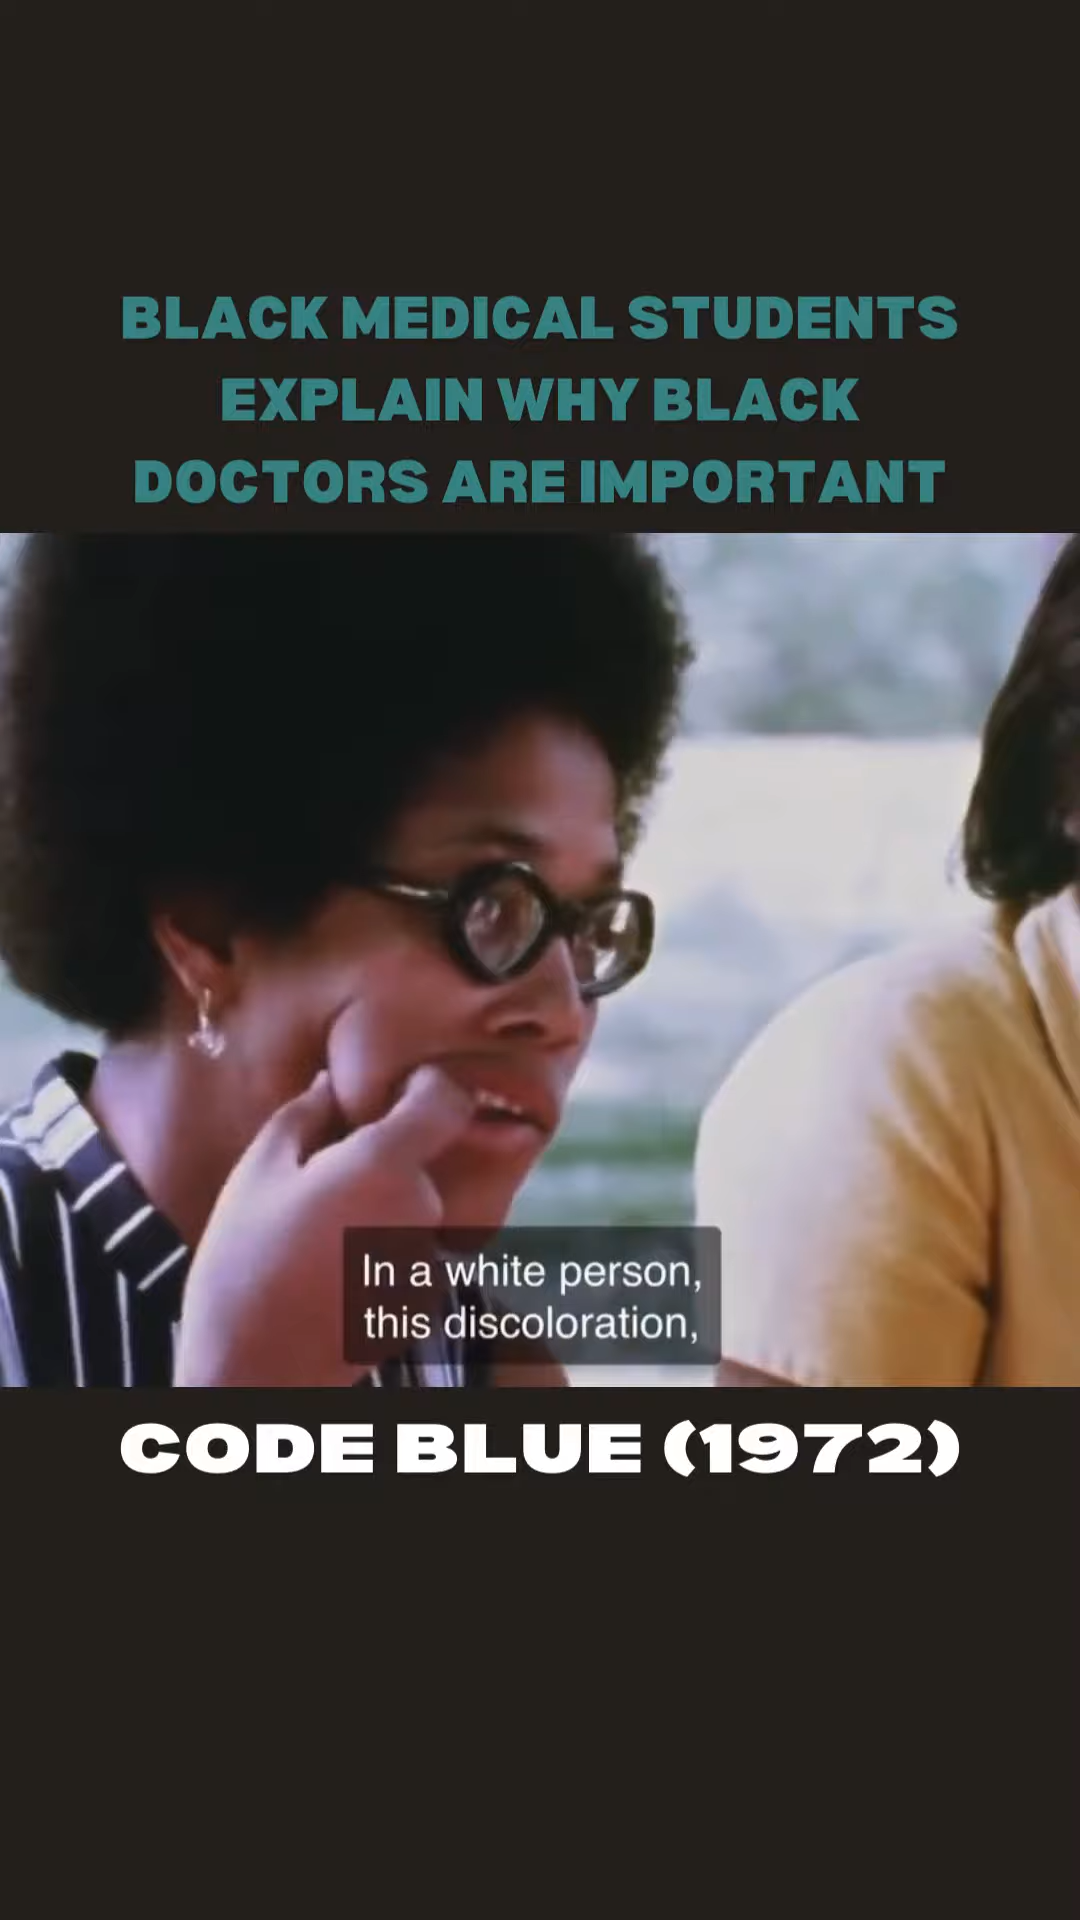 BLACK MEDICAL STUDENTS
EXPLAIN WHY BLACK
DOCTORS ARE IMPORTANT
In a white person,
this discoloration,
CODE BLUE (1972)